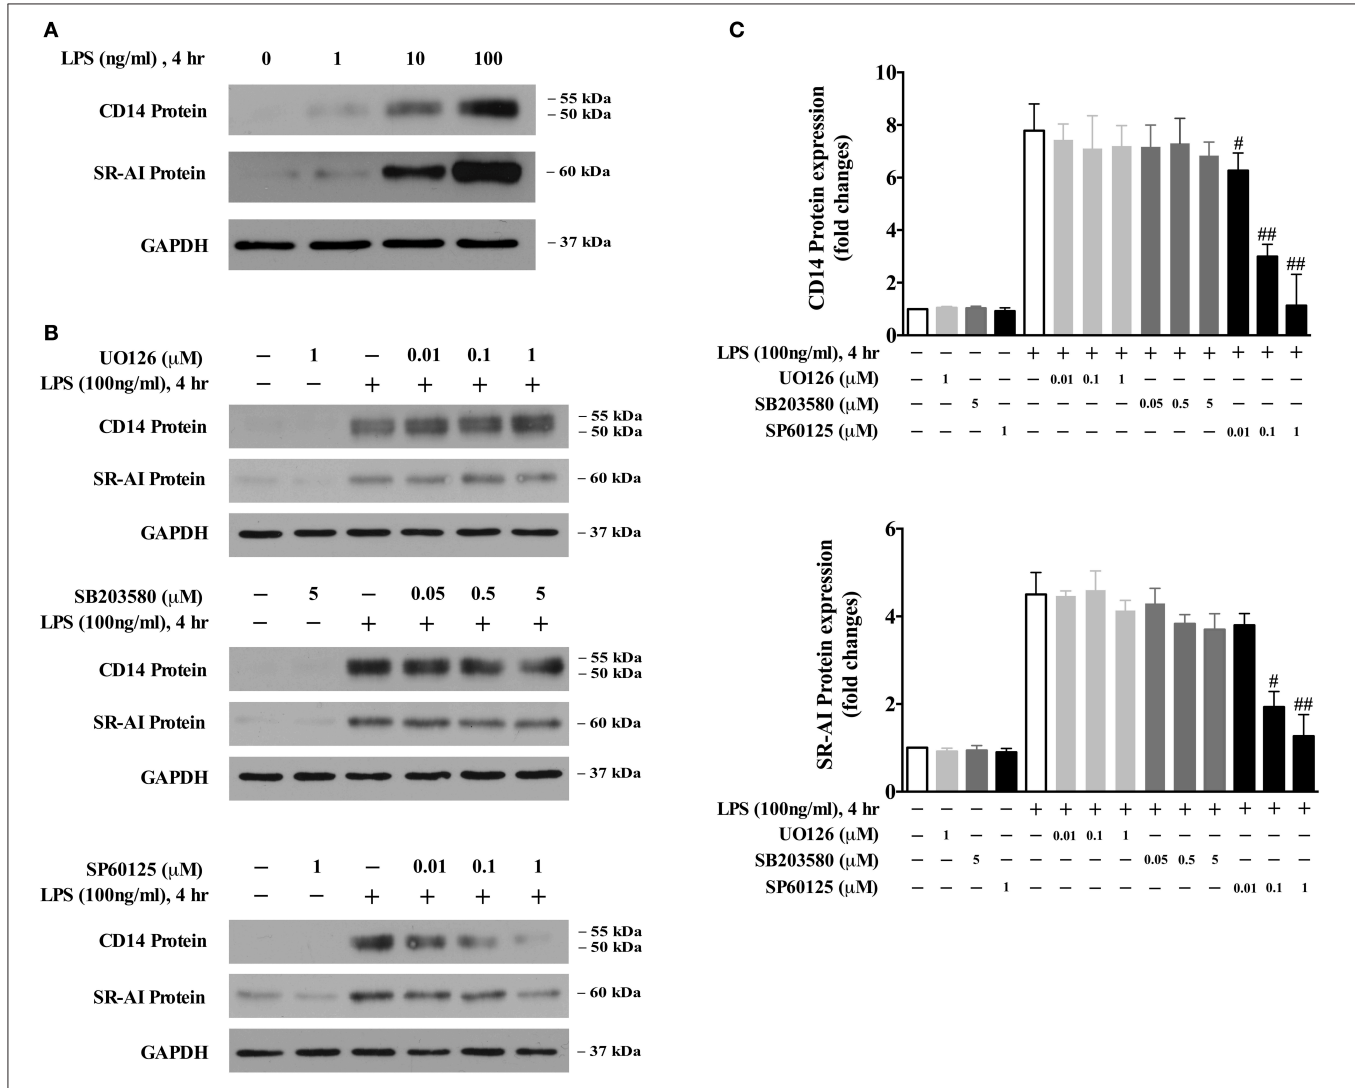 A
LPS (ng/ml) , 4 hr 0 1 10 100
CD14 Protein – 55 kDa
– 50 kDa
SR-AI Protein – 60 kDa
GAPDH – 37 kDa
B
UO126 (μM) – 1 – 0.01 0.1 1
LPS (100ng/ml), 4 hr – – + + + +
CD14 Protein – 55 kDa
– 50 kDa
SR-AI Protein – 60 kDa
GAPDH – 37 kDa
SB203580 (μM) – 5 – 0.05 0.5 5
LPS (100ng/ml), 4 hr – – + + + +
CD14 Protein – 55 kDa
– 50 kDa
SR-AI Protein – 60 kDa
GAPDH – 37 kDa
SP60125 (μM) – 1 – 0.01 0.1 1
LPS (100ng/ml), 4 hr – – + + + +
CD14 Protein – 55 kDa
– 50 kDa
SR-AI Protein – 60 kDa
GAPDH – 37 kDa
C
CD14 Protein expression
(fold changes)
10
8
6
4
2
0
# ## ##
LPS (100ng/ml), 4 hr – – – – + + + + + + + + + +
UO126 (μM) – 1 – – – 0.01 0.1 1 – – – – – –
SB203580 (μM) – – 5 – – – – – 0.05 0.5 5 – – –
SP60125 (μM) – – – 1 – – – – – – – 0.01 0.1 1
SR-AI Protein expression
(fold changes)
6
4
2
0
# ##
LPS (100ng/ml), 4 hr – – – – + + + + + + + + + +
UO126 (μM) – 1 – – – 0.01 0.1 1 – – – – – –
SB203580 (μM) – – 5 – – – – – 0.05 0.5 5 – – –
SP60125 (μM) – – – 1 – – – – – – – 0.01 0.1 1